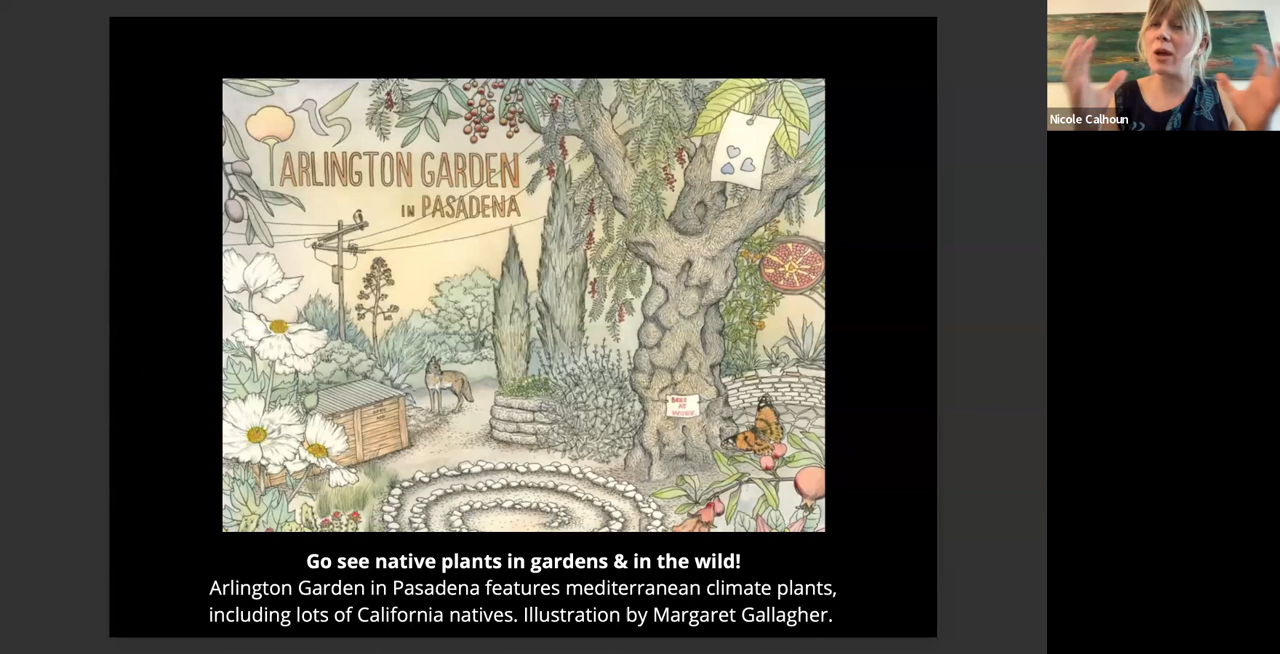 ARLINGTON GARDEN
IN PASADENA
BEES
AT
WORK
Go see native plants in gardens & in the wild!
Arlington Garden in Pasadena features mediterranean climate plants,
including lots of California natives. Illustration by Margaret Gallagher.
Nicole Calhoun